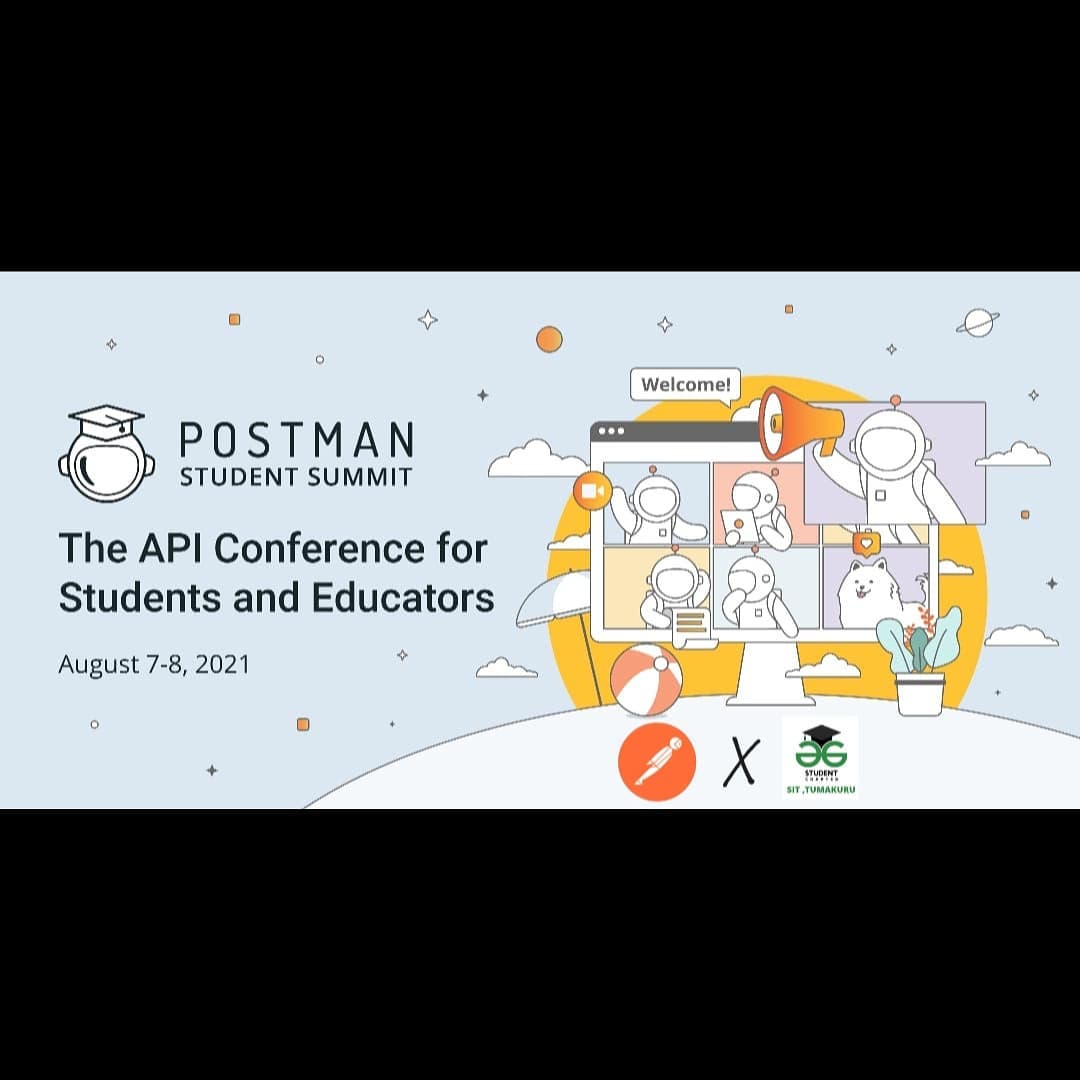 POSTMAN
STUDENT SUMMIT
The API Conference for
Students and Educators
August 7-8, 2021
Welcome!
X
STUDENT
CHAPTER
SIT ,TUMAKURU